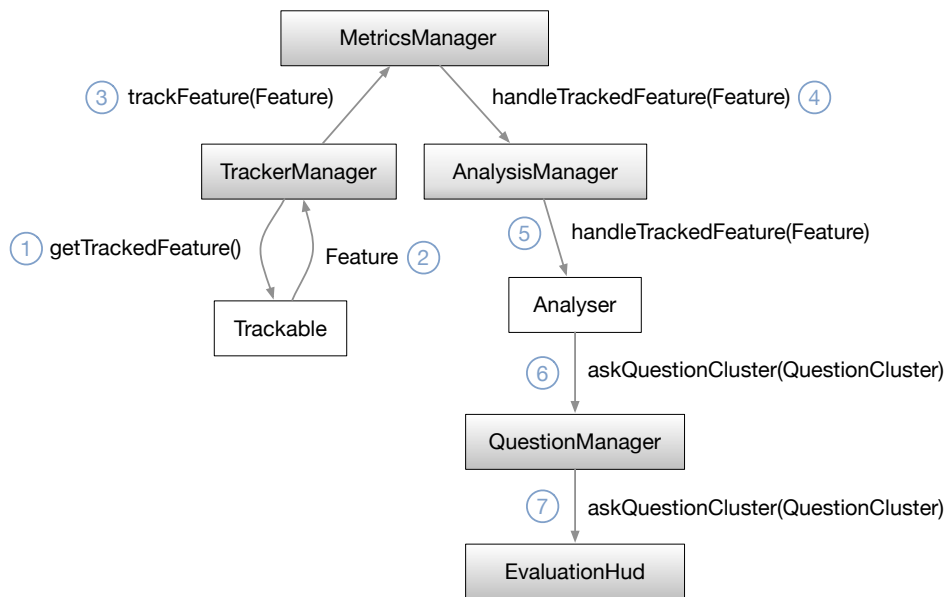 MetricsManager
3 trackFeature(Feature)
handleTrackedFeature(Feature) 4
TrackerManager
AnalysisManager
1 getTrackedFeature()
Feature 2
5 handleTrackedFeature(Feature)
Trackable
Analyser
6 askQuestionCluster(QuestionCluster)
QuestionManager
7 askQuestionCluster(QuestionCluster)
EvaluationHud